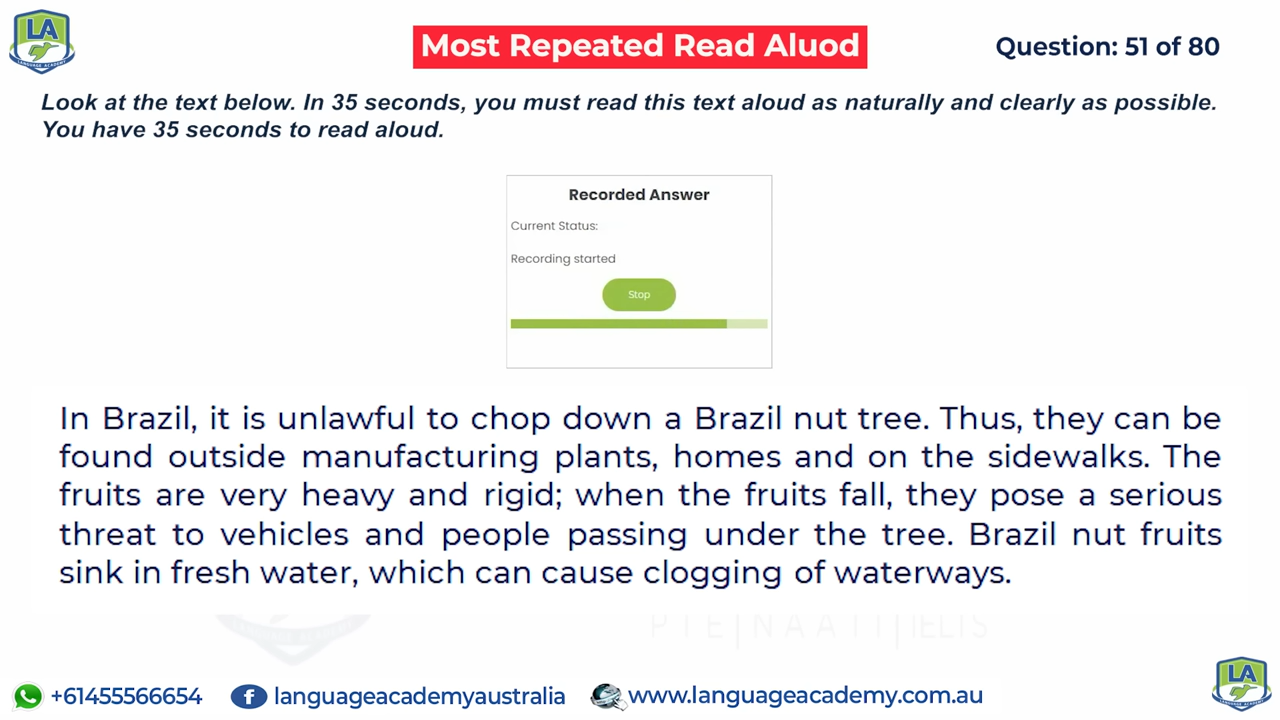 LA
LANGUAGE ACADEMY
Most Repeated Read Aluod
Question: 51 of 80
Look at the text below. In 35 seconds, you must read this text aloud as naturally and clearly as possible.
You have 35 seconds to read aloud.
Recorded Answer
Current Status:
Recording started
Stop
In Brazil, it is unlawful to chop down a Brazil nut tree. Thus, they can be
found outside manufacturing plants, homes and on the sidewalks. The
fruits are very heavy and rigid; when the fruits fall, they pose a serious
threat to vehicles and people passing under the tree. Brazil nut fruits
sink in fresh water, which can cause clogging of waterways.
LANGUAGE ACADEMY
PTE|NAATI|IELTS
+61455566654
languageacademyaustralia
www.languageacademy.com.au
LA
LANGUAGE ACADEMY